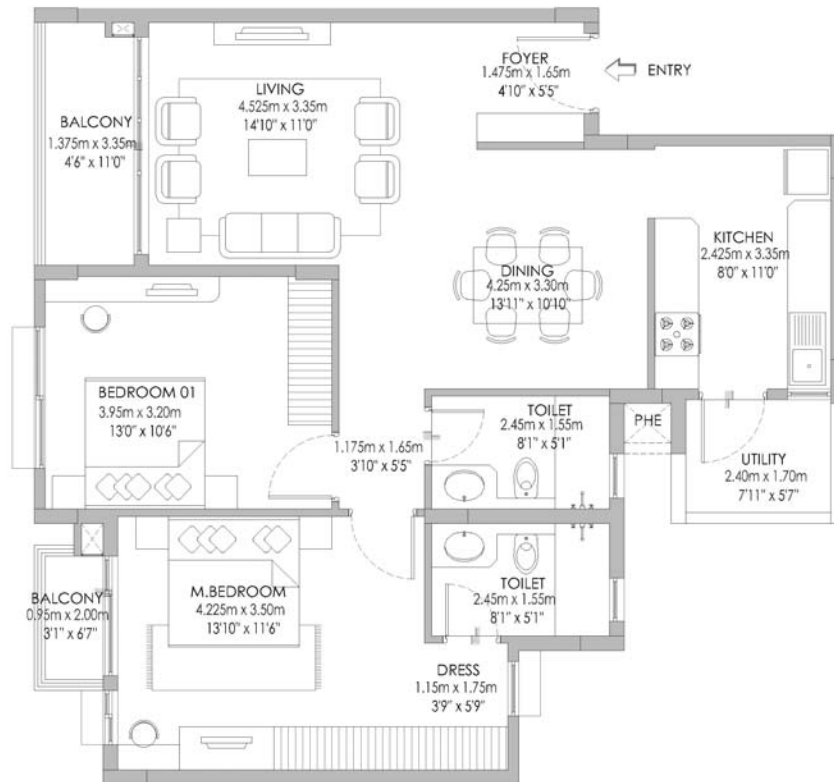 FOYER
1.475m x 1.65m
4'10" x 5'5"
ENTRY
LIVING
4.525m x 3.35m
14'10" x 11'0"
BALCONY
1.375m x 3.35m
4'6" x 11'0"
KITCHEN
2.425m x 3.35m
8'0" x 11'0"
DINING
4.25m x 3.30m
13'11" x 10'10"
BEDROOM 01
3.95m x 3.20m
13'0" x 10'6"
1.175m x 1.65m
3'10" x 5'5"
TOILET
2.45m x 1.55m
8'1" x 5'1"
PHE
UTILITY
2.40m x 1.70m
7'11" x 5'7"
BALCONY
0.95m x 2.00m
3'1" x 6'7"
M.BEDROOM
4.225m x 3.50m
13'10" x 11'6"
TOILET
2.45m x 1.55m
8'1" x 5'1"
DRESS
1.15m x 1.75m
3'9" x 5'9"